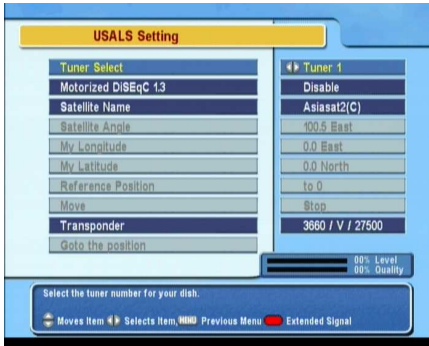 USALS Setting
Tuner Select Tuner 1
Motorized DiSEqC 1.3 Disable
Satellite Name Asiasat2(C)
Satellite Angle 100.5 East
My Longitude 0.0 East
My Latitude 0.0 North
Reference Position to 0
Move Stop
Transponder 3660 / V / 27500
Goto the position
00% Level
00% Quality
Select the tuner number for your dish.
Moves Item Selects Item, MENU Previous Menu Extended Signal